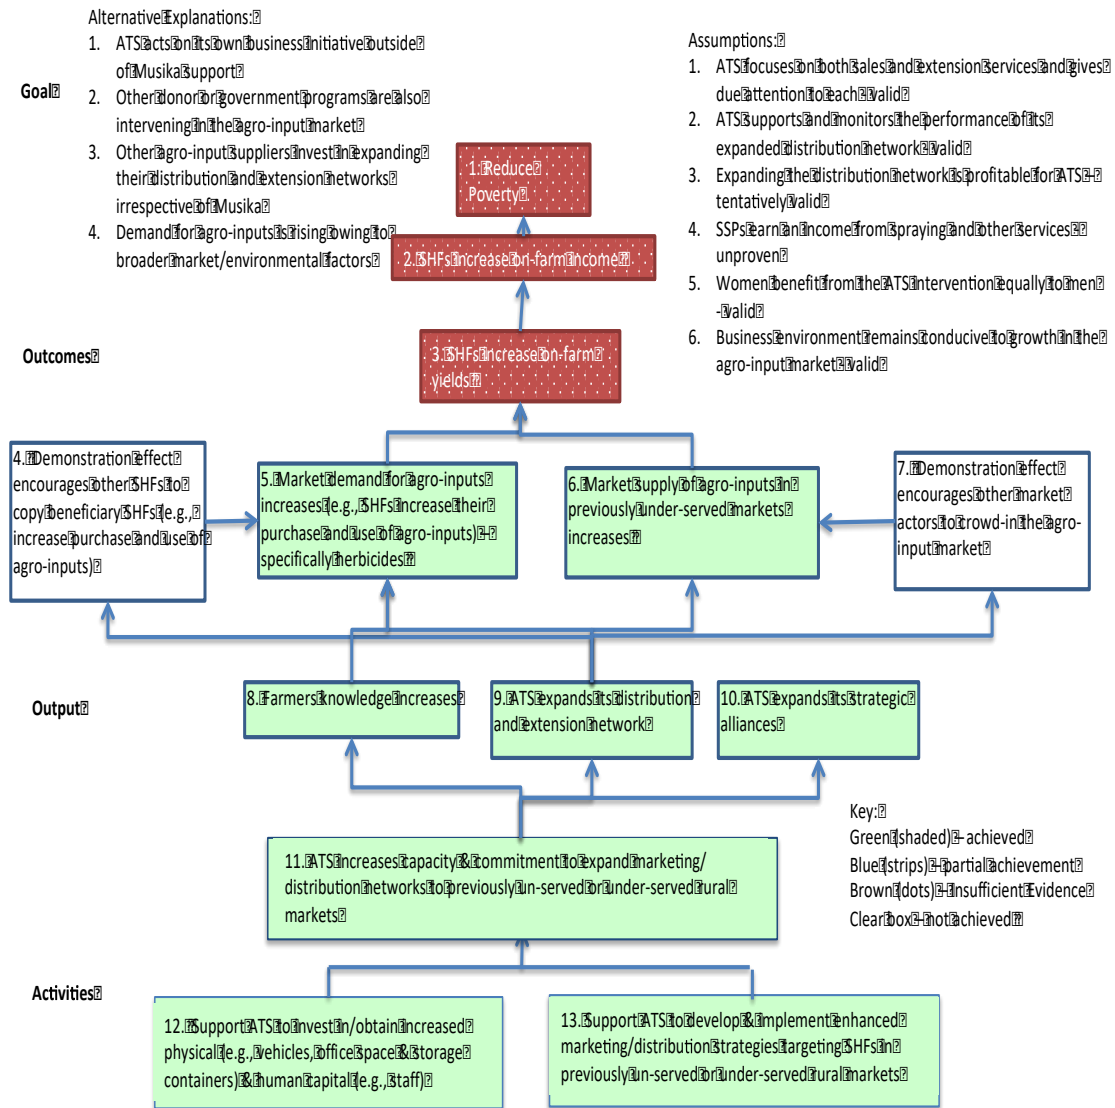 Alternative Explanations:
1. ATS acts on its own business initiative outside
of Musika support
2. Other donor or government programs are also
intervening in the agro-input market
3. Other agro-input suppliers invest in expanding
their distribution and extension networks
irrespective of Musika
4. Demand for agro-inputs is rising owing to
broader market/environmental factors
Assumptions:
1. ATS focuses on both sales and extension services and gives
due attention to each - valid
2. ATS supports and monitors the performance of its
expanded distribution network - valid
3. Expanding the distribution network is profitable for ATS –
tentatively valid
4. SSPs earn an income from spraying and other services -
unproven
5. Women benefit from the ATS intervention equally to men
- valid
6. Business environment remains conducive to growth in the
agro-input market - valid
Goal
1. Reduce
Poverty
2. SHFs increase on-farm income
Outcomes
3. SHFs increase on-farm
yields
4. Demonstration effect
encourages other SHFs to
copy beneficiary SHFs (e.g.,
increase purchase and use of
agro-inputs)
5. Market demand for agro-inputs
increases (e.g., SHFs increase their
purchase and use of agro-inputs) –
specifically herbicides
6. Market supply of agro-inputs in
previously under-served markets
increases
7. Demonstration effect
encourages other market
actors to crowd-in the agro-
input market
Output
8. Farmers knowledge increases
9. ATS expands its distribution
and extension network
10. ATS expands its strategic
alliances
Key:
Green (shaded) – achieved
Blue (strips) – partial achievement
Brown (dots) – Insufficient Evidence
Clear box – not achieved
11. ATS increases capacity & commitment to expand marketing/
distribution networks to previously un-served or under-served rural
markets
Activities
12. Support ATS to invest in/obtain increased
physical (e.g., vehicles, office space & storage
containers) & human capital (e.g., staff)
13. Support ATS to develop & implement enhanced
marketing/distribution strategies targeting SHFs in
previously un-served or under-served rural markets